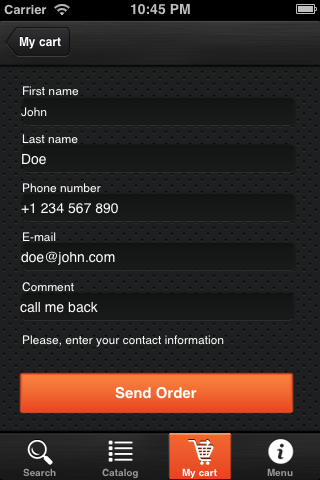 Carrier 10:45 PM
My cart
First name
John
Last name
Doe
Phone number
+1 234 567 890
E-mail
doe@john.com
Comment
call me back
Please, enter your contact information
Send Order
Search Catalog My cart Menu